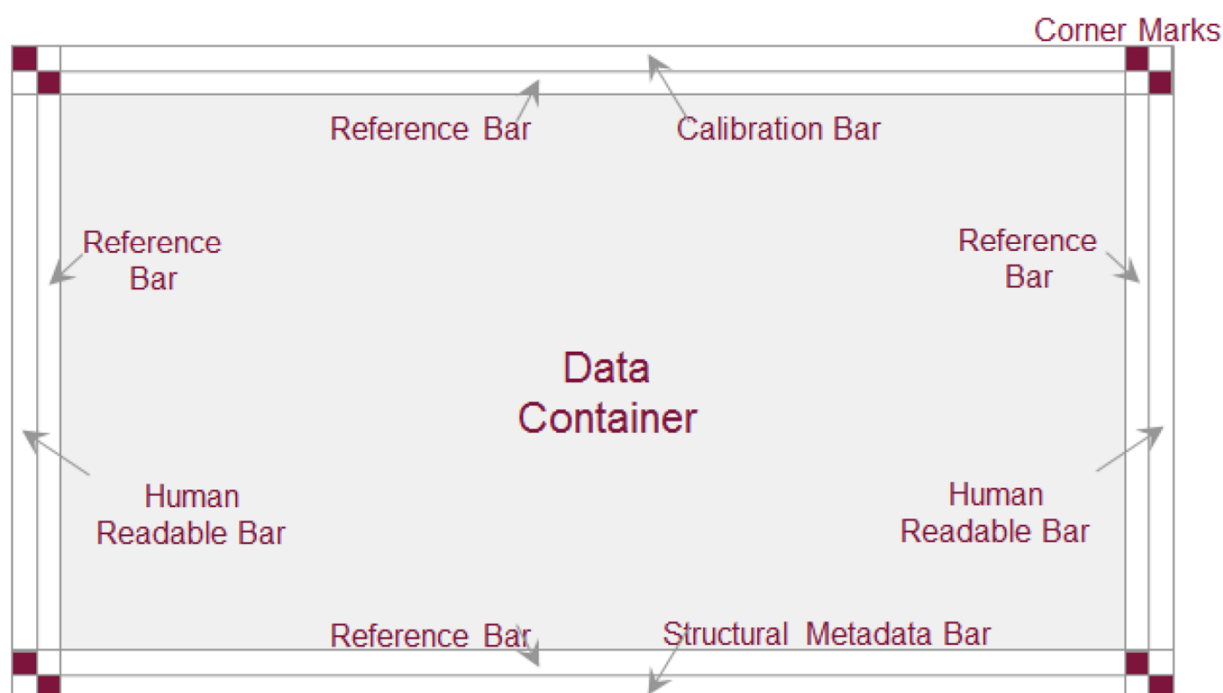 Corner Marks
Reference Bar
Calibration Bar
Reference
Bar
Reference
Bar
Data
Container
Human
Readable Bar
Human
Readable Bar
Reference Bar
Structural Metadata Bar